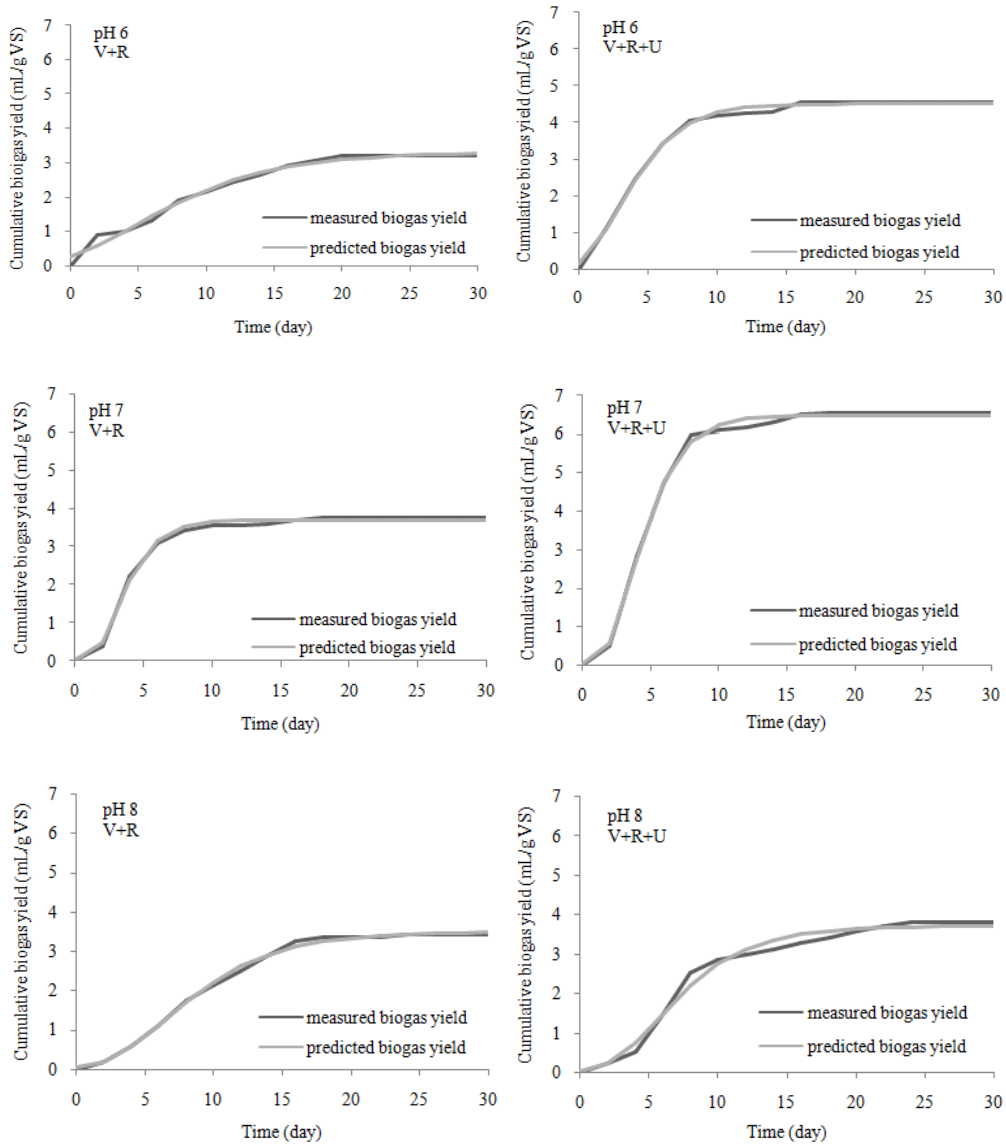 pH 6
V+R
Cumulative bioigas yield (mL/g VS)
7
6
5
4
3
2
1
0
measured biogas yield
predicted biogas yield
0 5 10 15 20 25 30
Time (day)
pH 6
V+R+U
Cumulative biogas yield (mL/g VS)
7
6
5
4
3
2
1
0
measured biogas yield
predicted biogas yield
0 5 10 15 20 25 30
Time (day)
pH 7
V+R
Cumulative biogas yield (mL/g VS)
7
6
5
4
3
2
1
0
measured biogas yield
predicted biogas yield
0 5 10 15 20 25 30
Time (day)
pH 7
V+R+U
Cumulative biogas yield (mL/g VS)
7
6
5
4
3
2
1
0
measured biogas yield
predicted biogas yield
0 5 10 15 20 25 30
Time (day)
pH 8
V+R
Cumulative biogas yield (mL/g VS)
7
6
5
4
3
2
1
0
measured biogas yield
predicted biogas yield
0 5 10 15 20 25 30
Time (day)
pH 8
V+R+U
Cumulative biogas yield (mL/g VS)
7
6
5
4
3
2
1
0
measured biogas yield
predicted biogas yield
0 5 10 15 20 25 30
Time (day)